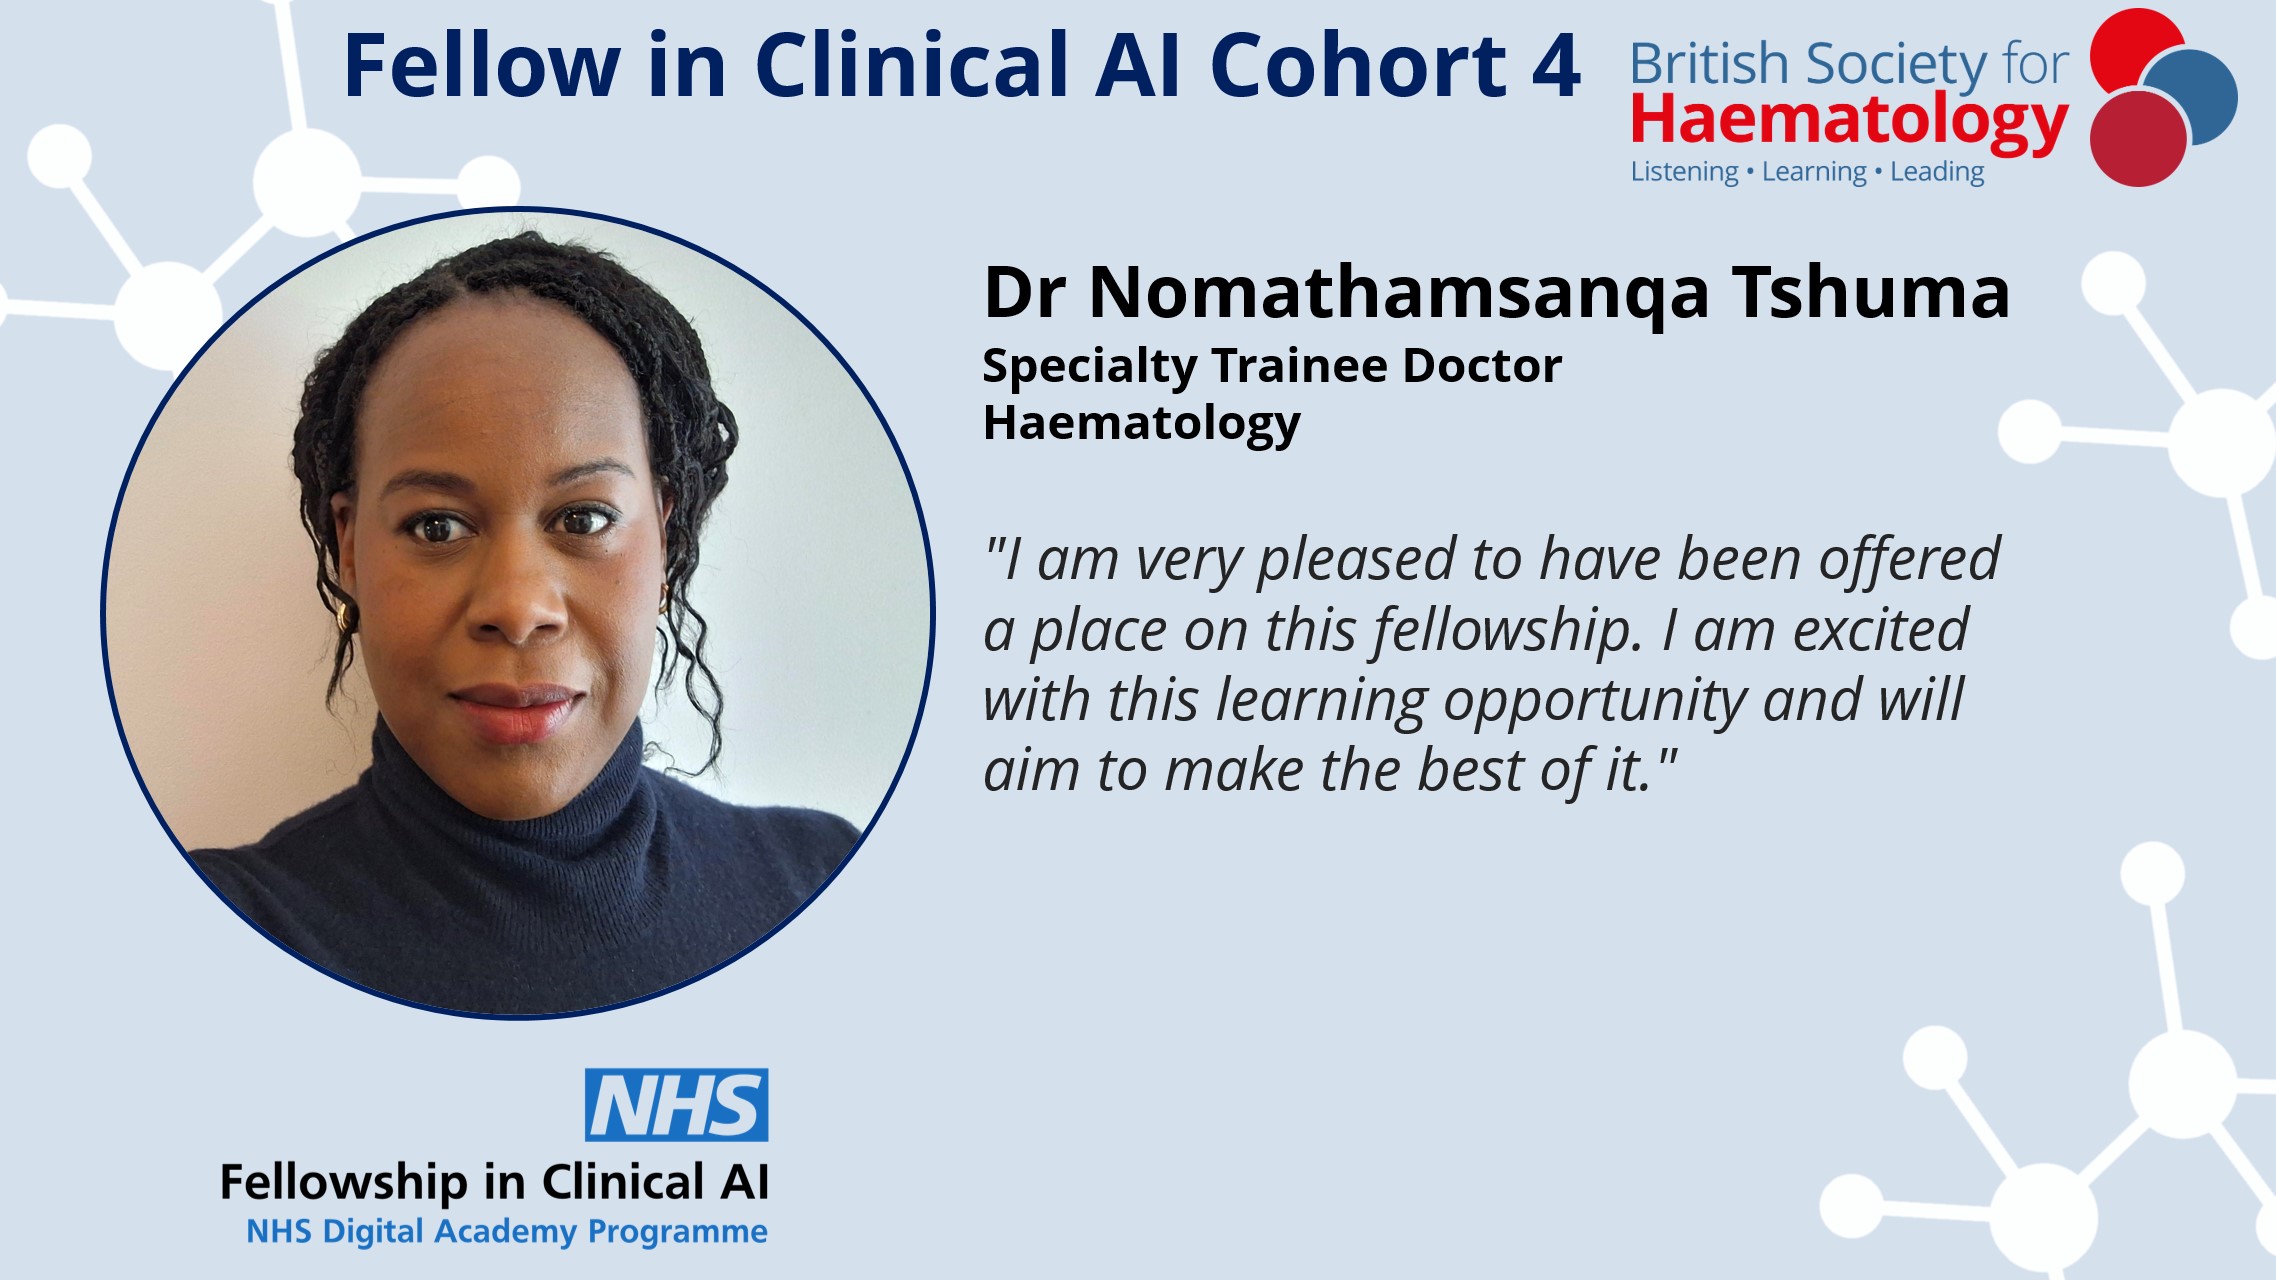 Fellow in Clinical AI Cohort 4
British Society for
Haematology
Listening • Learning • Leading
Dr Nomathamsanqa Tshuma
Specialty Trainee Doctor
Haematology
"I am very pleased to have been offered
a place on this fellowship. I am excited
with this learning opportunity and will
aim to make the best of it."
NHS
Fellowship in Clinical AI
NHS Digital Academy Programme